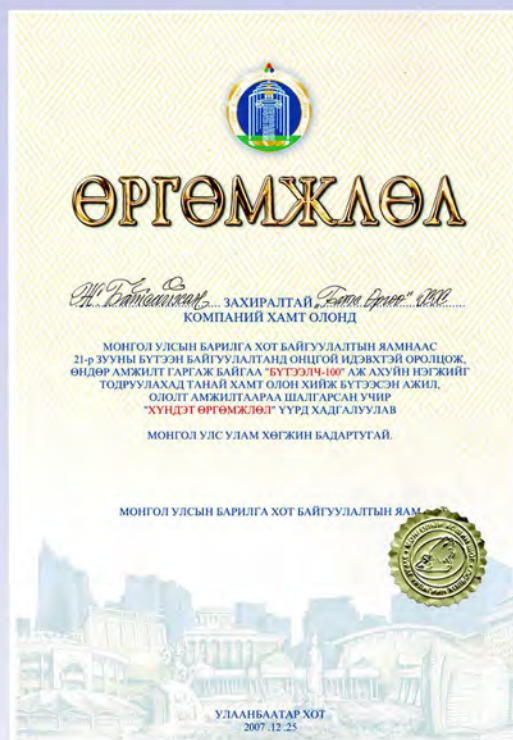 ӨРГӨМЖЛӨЛ
Ж. ЗАХИРАЛТАЙ „Бат Өргөө" ХХК
КОМПАНИЙ ХАМТ ОЛОНД
МОНГОЛ УЛСЫН БАРИЛГА ХОТ БАЙГУУЛАЛТЫН ЯАМНААС
21-р ЗУУНЫ БҮТЭЭН БАЙГУУЛАЛТАНД ОНЦГОЙ ИДЭВХТЭЙ ОРОЛЦОЖ,
ӨНДӨР АМЖИЛТ ГАРГАЖ БАЙГАА "БҮТЭЭЛЧ-100" АЖ АХУЙН НЭГЖИЙГ
ТОДРУУЛАХАД ТАНАЙ ХАМТ ОЛОН ХИЙЖ БҮТЭЭСЭН АЖИЛ,
ОЛОЛТ АМЖИЛТААРАА ШАЛГАРСАН УЧИР
"ХҮНДЭТ ӨРГӨМЖЛӨЛ" ҮҮРД ХАДГАЛУУЛАВ
МОНГОЛ УЛС УЛАМ ХӨГЖИН БАДАРТУГАЙ.
МОНГОЛ УЛСЫН БАРИЛГА ХОТ БАЙГУУЛАЛТЫН ЯАМ
УЛААНБААТАР ХОТ
2007 .12 .25